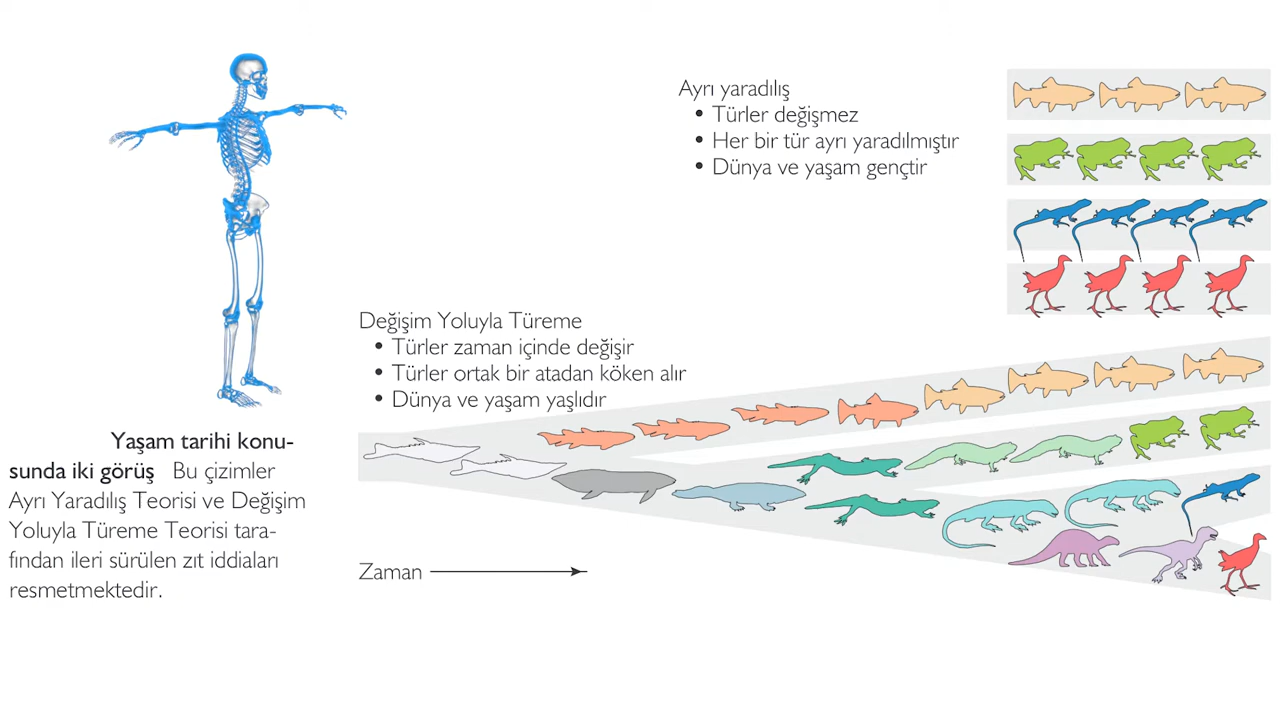 Ayrı yaradılış
• Türler değişmez
• Her bir tür ayrı yaradılmıştır
• Dünya ve yaşam gençtir
Değişim Yoluyla Türeme
• Türler zaman içinde değişir
• Türler ortak bir atadan köken alır
• Dünya ve yaşam yaşlıdır
Zaman
Yaşam tarihi konu-
sunda iki görüş Bu çizimler
Ayrı Yaradılış Teorisi ve Değişim
Yoluyla Türeme Teorisi tara-
fından ileri sürülen zıt iddiaları
resmetmektedir.